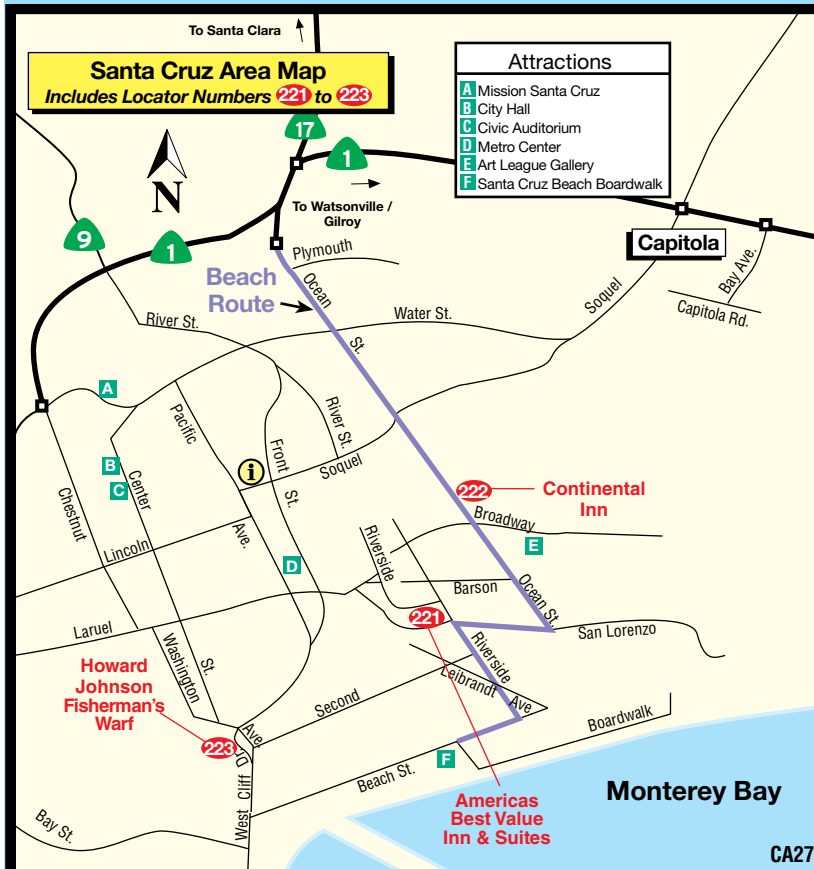 To Santa Clara
Santa Cruz Area Map
Includes Locator Numbers 221 to 223
Attractions
A Mission Santa Cruz
B City Hall
C Civic Auditorium
D Metro Center
E Art League Gallery
F Santa Cruz Beach Boardwalk
17
1
N
To Watsonville /
Gilroy
9
1
Capitola
Plymouth
Beach
Route
Ocean
St.
Bay Ave.
Capitola Rd.
Soquel
Water St.
River St.
A
Pacific
Ave.
River St.
Front
St.
i
Soquel
B
C
Center
St.
Chestnut
Lincoln
D
222
Continental
Inn
Broadway
E
Riverside
Barson
Ocean St.
221
San Lorenzo
Laruel
Washington
Riverside
Ave
Leibrandt
Howard
Johnson
Fisherman's
Warf
Second
223
Ave.
West Cliff Dr.
F
Boardwalk
Beach St.
Bay St.
Americas
Best Value
Inn & Suites
Monterey Bay
CA27